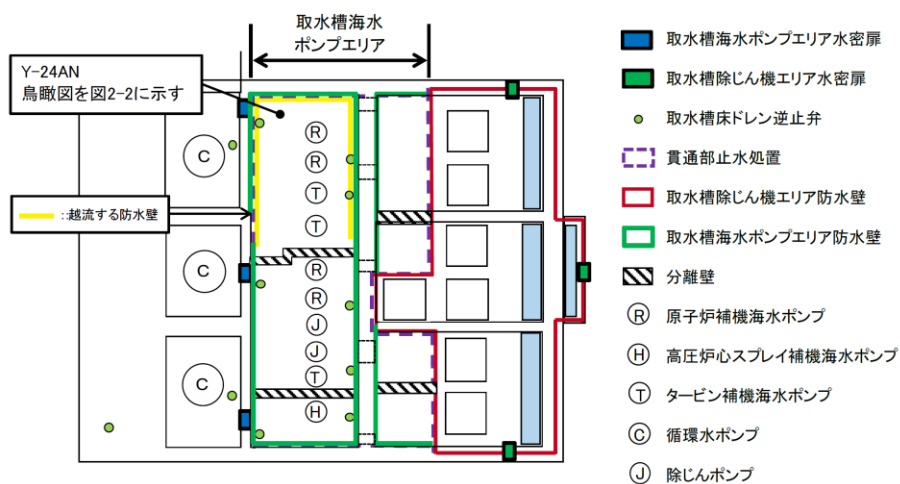 取水槽海水
ポンプエリア
Y-24AN
鳥瞰図を図2-2に示す
::越流する防水壁
C
C
C
R
R
T
T
R
R
J
J
T
H
取水槽海水ポンプエリア水密扉
取水槽除じん機エリア水密扉
取水槽床ドレン逆止弁
貫通部止水処置
取水槽除じん機エリア防水壁
取水槽海水ポンプエリア防水壁
分離壁
R 原子炉補機海水ポンプ
H 高圧炉心スプレイ補機海水ポンプ
T タービン補機海水ポンプ
C 循環水ポンプ
J 除じんポンプ